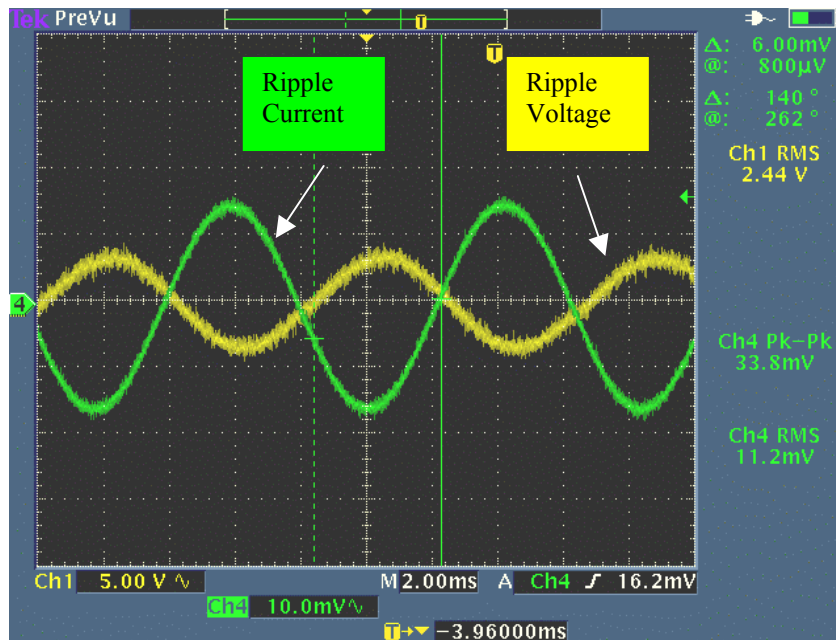 Tek PreVu
T
T
Δ: 6.00mV
@: 800µV
Δ: 140 °
@: 262 °
Ripple
Current
Ripple
Voltage
Ch1 RMS
2.44 V
4
Ch4 Pk-Pk
33.8mV
Ch4 RMS
11.2mV
Ch1 5.00 V M 2.00ms A Ch4 16.2mV
Ch4 10.0mV
T -3.96000ms